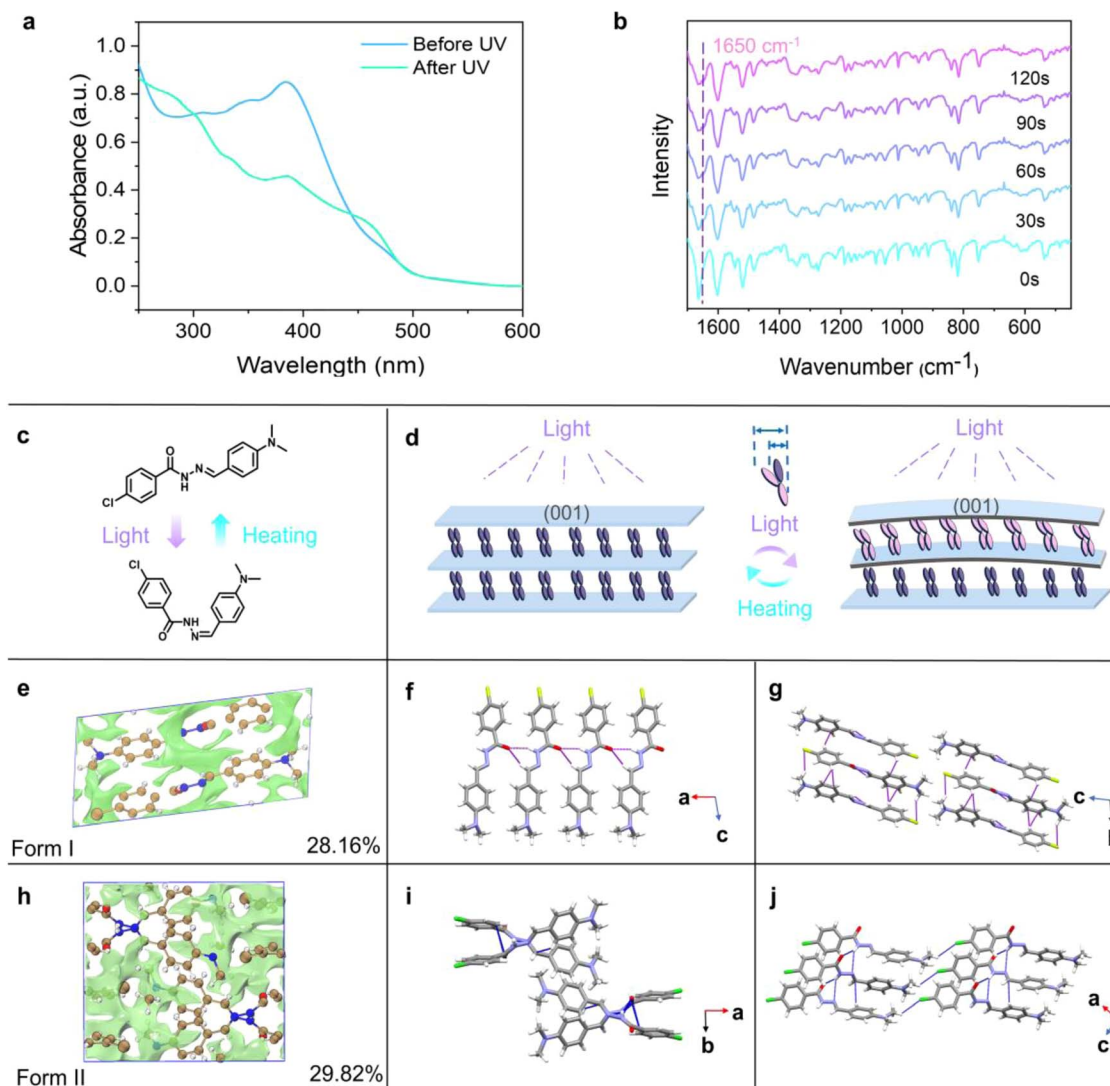 a
Before UV
After UV
1.0
0.8
0.6
0.4
0.2
0.0
Absorbance (a.u.)
300
400
500
600
Wavelength (nm)
b
1650 cm⁻¹
120s
90s
60s
30s
0s
Intensity
1600
1400
1200
1000
800
600
Wavenumber (cm⁻¹)
c
O
N
N
N
H
Cl
Light
Heating
Cl
N
NH
O
N
d
Light
(001)
Light
Heating
Light
(001)
e
Form I
28.16%
f
a
c
g
c
h
Form II
29.82%
i
a
b
j
a
c